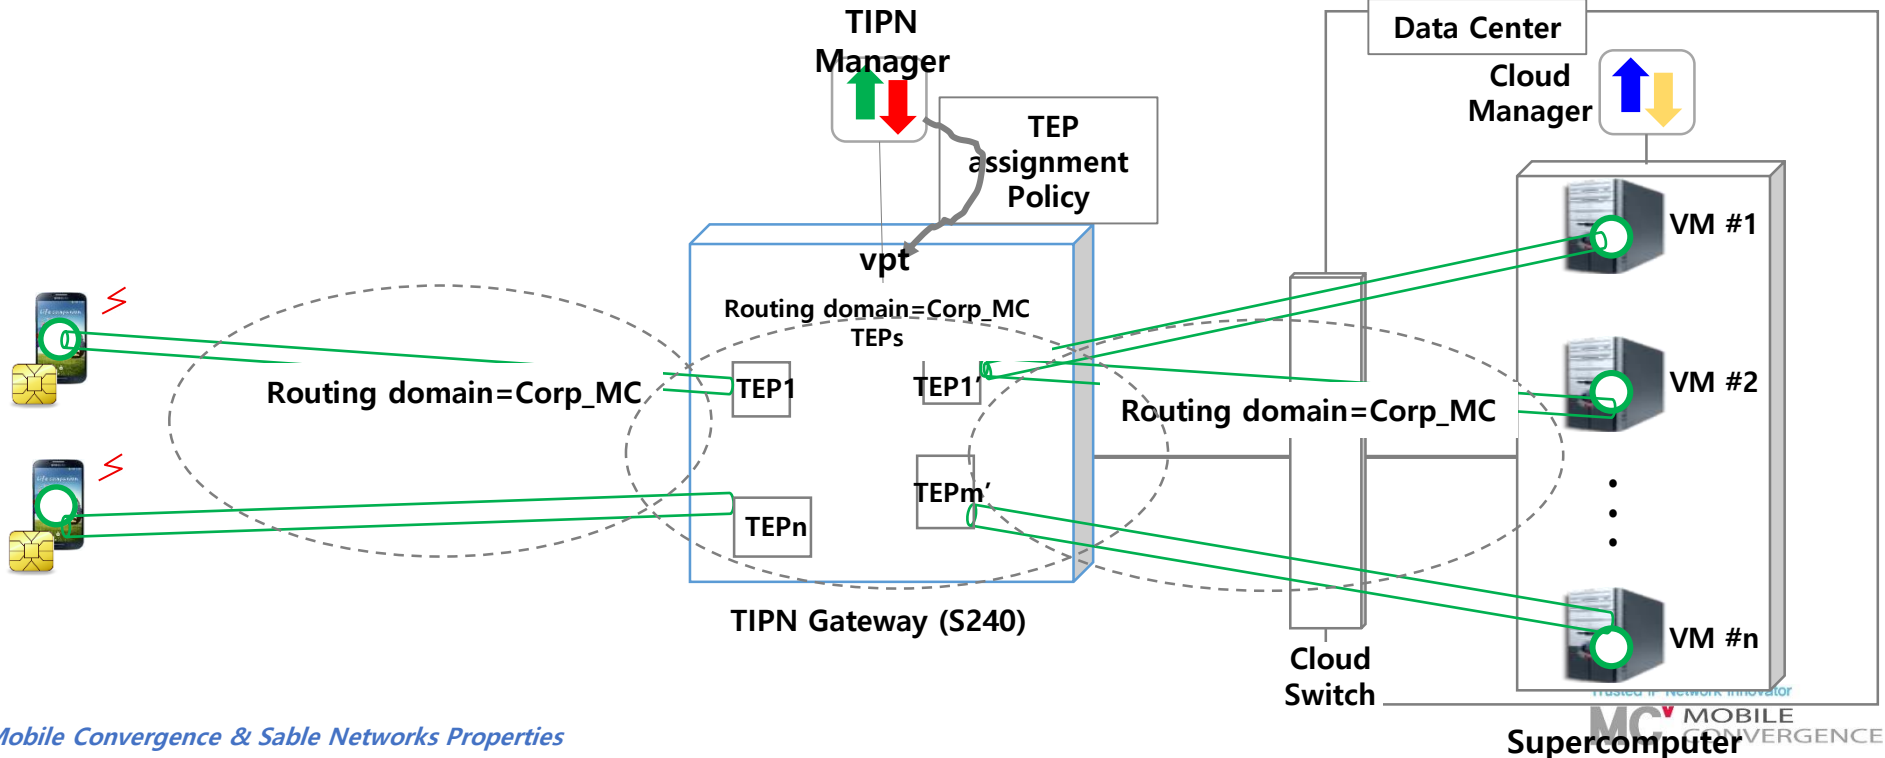 TIPN
Manager
Data Center
Cloud
Manager
TEP
assignment
Policy
VM #1
vpt
Routing domain=Corp_MC
TEPs
Routing domain=Corp_MC
TEP1
TEP1’
Routing domain=Corp_MC
VM #2
TEPm’
TEPn
TIPN Gateway (S240)
VM #n
Cloud
Switch
Trusted IP Network Innovator
MCv MOBILE
CONVERGENCE
Supercomputer
Mobile Convergence & Sable Networks Properties